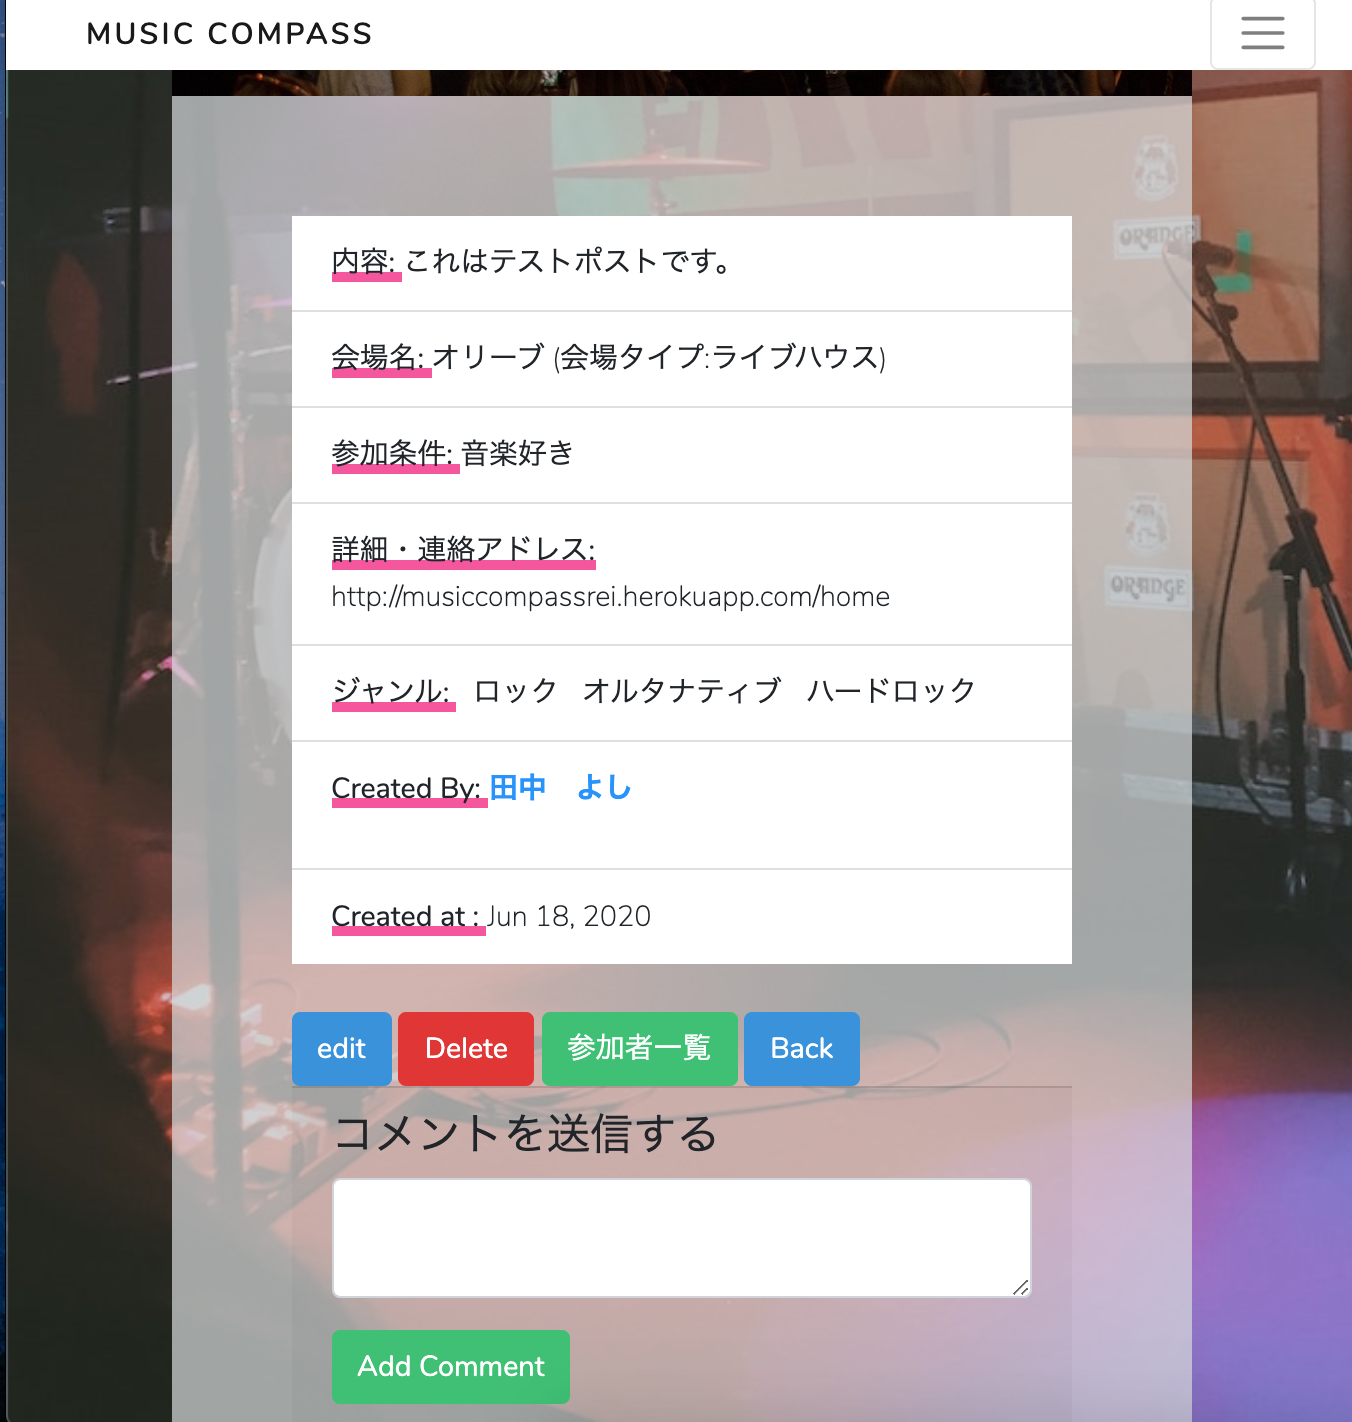 MUSIC COMPASS
ORANGE
内容: これはテストポストです。
会場名: オリーブ (会場タイプ:ライブハウス)
参加条件: 音楽好き
詳細・連絡アドレス:
http://musiccompassrei.herokuapp.com/home
ORANGE
ジャンル: ロック オルタナティブ ハードロック
Created By: 田中　よし
Created at : Jun 18, 2020
edit Delete 参加者一覧 Back
コメントを送信する
Add Comment